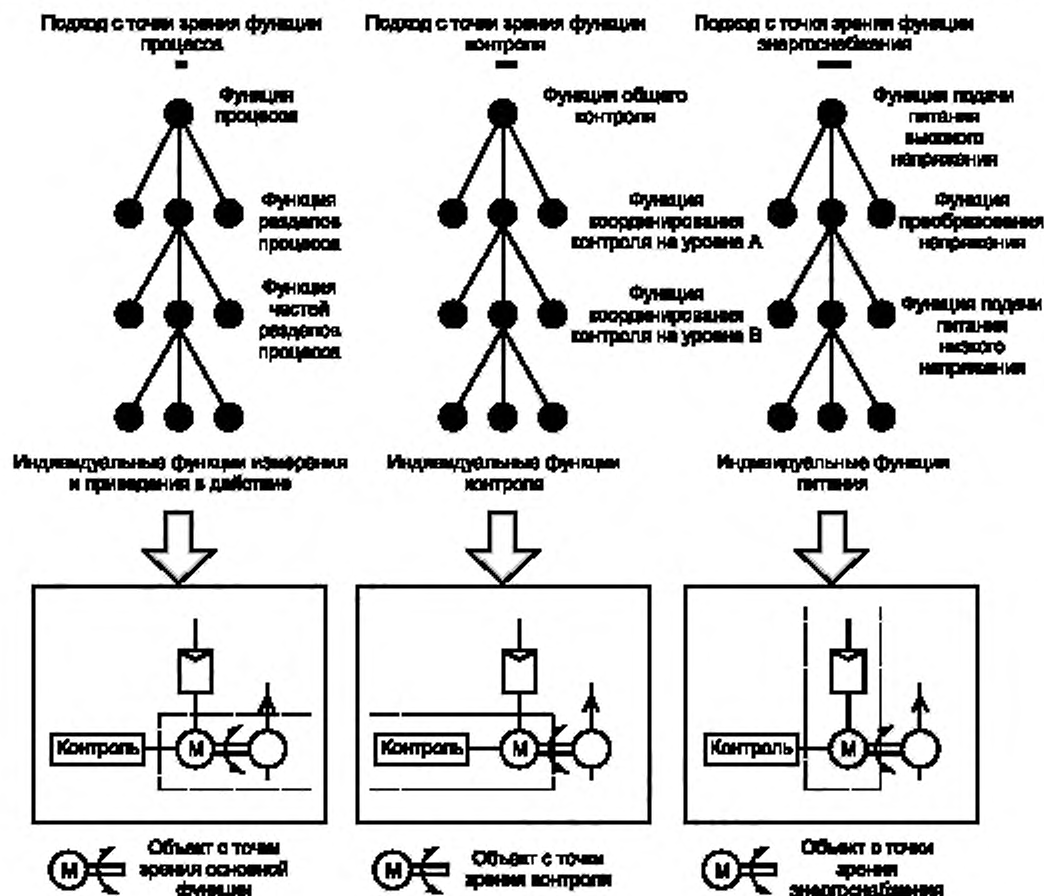 Подход с точки зрения функции
процесса
Подход с точки зрения функции
контроля
Подход с точки зрения функции
энергоснабжения
Функция
процесса
Функция
разделов
процесса
Функция
частей
разделов
процесса
Индивидуальные функции измерения
и приведения в действие
Функция общего
контроля
Функция
координирования
контроля на уровне А
Функция
координирования
контроля на уровне В
Индивидуальные функции
контроля
Функция подачи
питания
высокого
напряжения
Функция
преобразования
напряжения
Функция подачи
питания
низкого
напряжения
Индивидуальные функции
питания
Контроль
М
Контроль
М
Контроль
М
М
Объект с точки
зрения основной
функции
М
Объект с точки
зрения контроля
М
Объект с точки
зрения
энергоснабжения